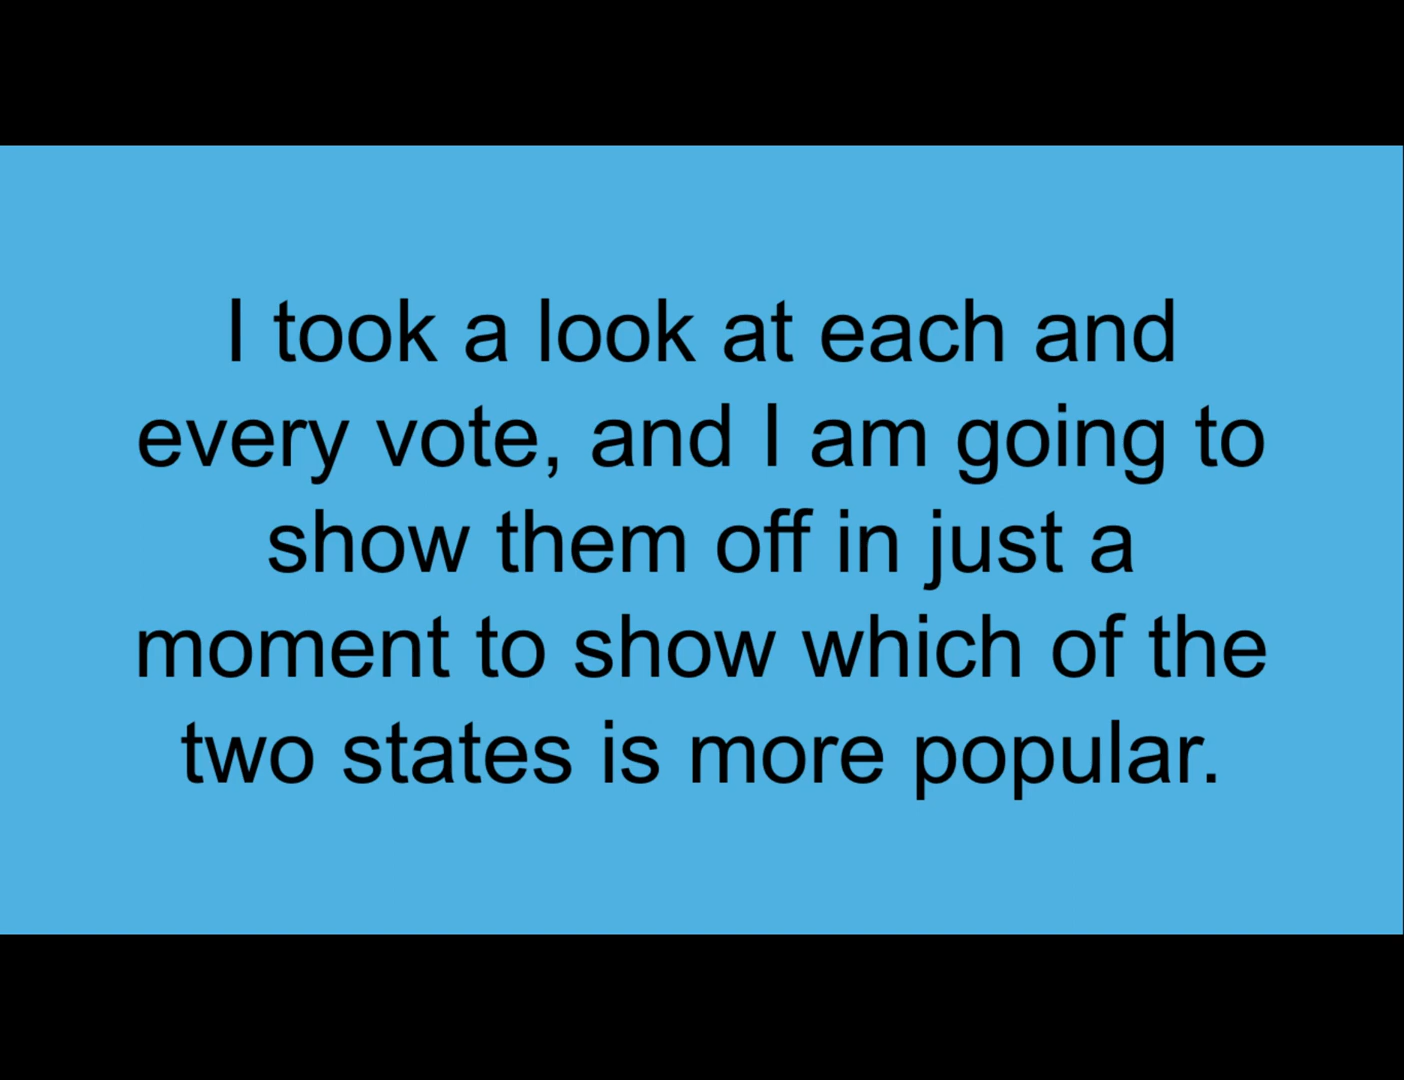 I took a look at each and
every vote, and I am going to
show them off in just a
moment to show which of the
two states is more popular.